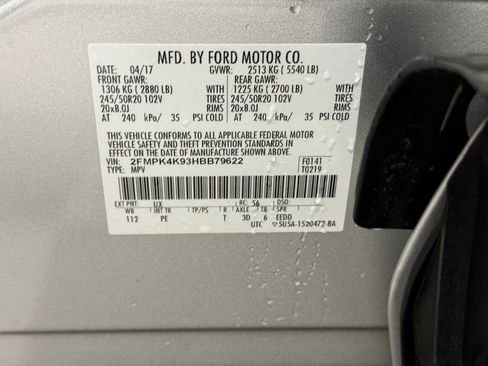 MFD. BY FORD MOTOR CO.
DATE: 04/17 GVWR: 2513 KG ( 5540 LB)
FRONT GAWR: REAR GAWR:
1306 KG ( 2880 LB) WITH 1225 KG ( 2700 LB) WITH
245/50R20 102V TIRES 245/50R20 102V TIRES
20x8.0J RIMS 20x8.0J RIMS
AT 240 kPa/ 35 PSI COLD AT 240 kPa/ 35 PSI COLD
THIS VEHICLE CONFORMS TO ALL APPLICABLE FEDERAL MOTOR
VEHICLE SAFETY AND THEFT PREVENTION STANDARDS IN EFFECT
ON THE DATE OF MANUFACTURE SHOWN ABOVE.
VIN: 2FMPK4K93HBB79622 F0141
TYPE: MPV T0219
EXT PNT: UX RC: 56 DSO:
WB INT TR TP/PS R AXLE TR
112 PE T 3D 6 EEDD
UTC ▽5U5A-1520472-BA